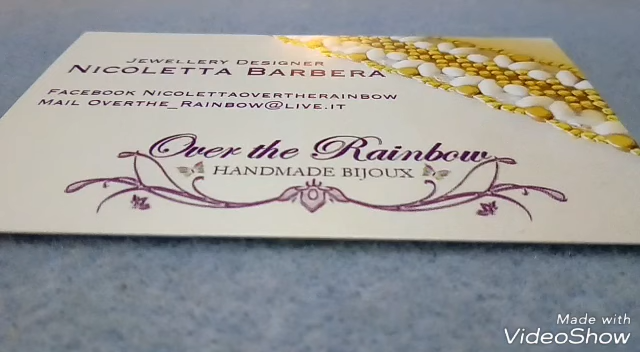 Jewellery Designer
Nicoletta Barbera
Facebook Nicolettaovertherainbow
Mail Overthe_Rainbow@live.it
Over the Rainbow
HANDMADE BIJOUX
Made with
VideoShow